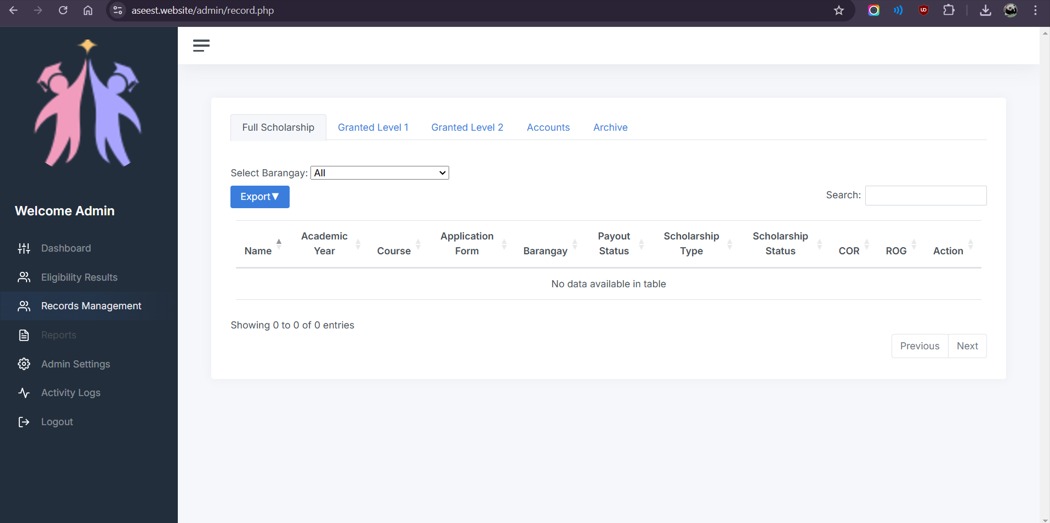 aseest.website/admin/record.php
Welcome Admin
Dashboard
Eligibility Results
Records Management
Reports
Admin Settings
Activity Logs
Logout
Full Scholarship Granted Level 1 Granted Level 2 Accounts Archive
Select Barangay: All
Export▼
Search:
Name Academic Year Course Application Form Barangay Payout Status Scholarship Type Scholarship Status COR ROG Action
No data available in table
Showing 0 to 0 of 0 entries
Previous Next